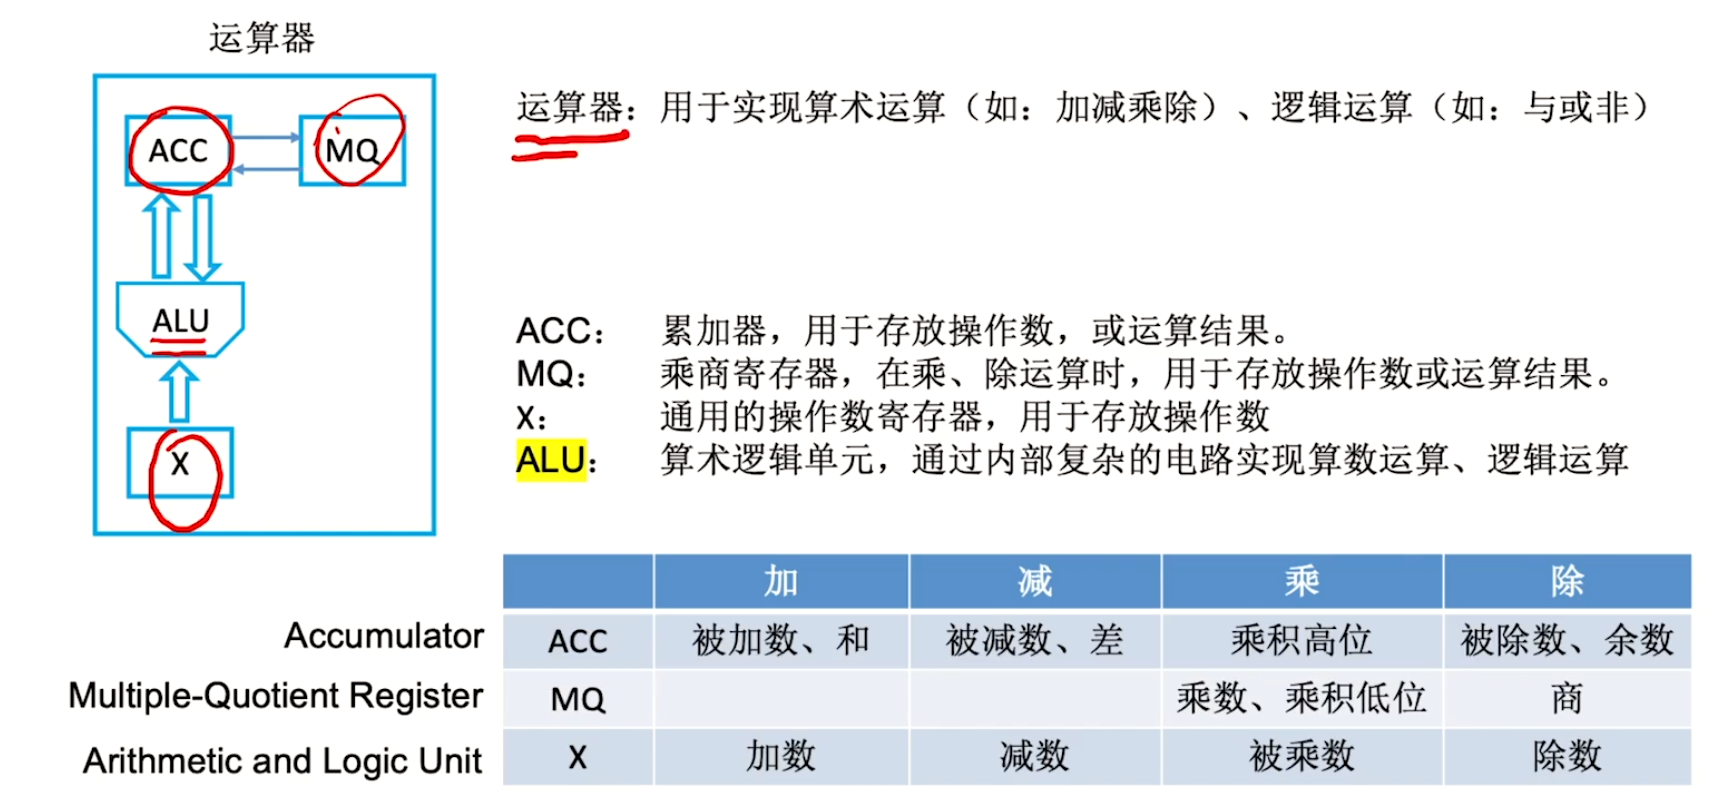 运算器
ACC
MQ
ALU
X
运算器：用于实现算术运算（如：加减乘除）、逻辑运算（如：与或非）
ACC： 累加器，用于存放操作数，或运算结果。
MQ： 乘商寄存器，在乘、除运算时，用于存放操作数或运算结果。
X： 通用的操作数寄存器，用于存放操作数
ALU： 算术逻辑单元，通过内部复杂的电路实现算数运算、逻辑运算
加 减 乘 除
Accumulator ACC 被加数、和 被减数、差 乘积高位 被除数、余数
Multiple-Quotient Register MQ 乘数、乘积低位 商
Arithmetic and Logic Unit X 加数 减数 被乘数 除数